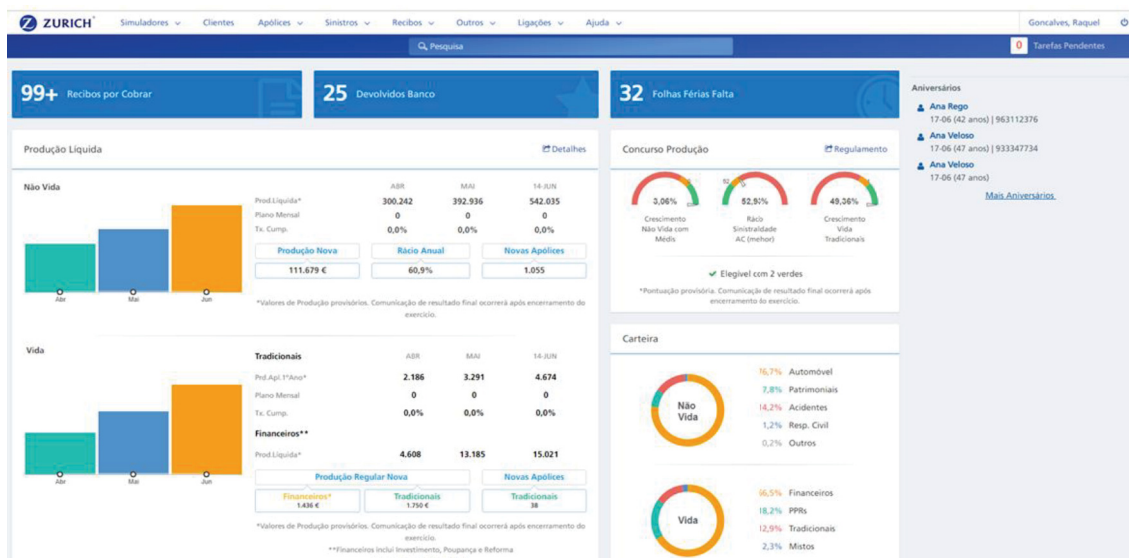 ZURICH
Simuladores Clientes Apólices Sinistros Recibos Outros Ligações Ajuda
Goncalves, Raquel
Pesquisa
0 Tarefas Pendentes
99+ Recibos por Cobrar
25 Devolvidos Banco
32 Folhas Férias Falta
Aniversários
Ana Rego
17-06 (42 anos) | 963112376
Ana Veloso
17-06 (47 anos) | 933347734
Ana Veloso
17-06 (47 anos)
Mais Aniversários
Produção Líquida
Detalhes
Não Vida
ABR MAI 14-JUN
Prod.Líquida* 300.242 392.936 542.035
Plano Mensal 0 0 0
Tx. Cump. 0,0% 0,0% 0,0%
Produção Nova Rácio Anual Novas Apólices
111.679 € 60,9% 1.055
Abr Mai Jun
*Valores de Produção provisórios. Comunicação de resultado final ocorrerá após encerramento do
exercício.
Vida
Tradicionais ABR MAI 14-JUN
Prd.Apl.1ºAno* 2.186 3.291 4.674
Plano Mensal 0 0 0
Tx. Cump. 0,0% 0,0% 0,0%
Financeiros**
Prod.Líquida* 4.608 13.185 15.021
Abr Mai Jun
Produção Regular Nova Novas Apólices
Financeiros* Tradicionais Tradicionais
1.436 € 1.750 € 38
*Valores de Produção provisórios. Comunicação de resultado final ocorrerá após encerramento do
exercício.
**Financeiros inclui Investimento, Poupança e Reforma
Concurso Produção
Regulamento
3,06% 49,36%
Crescimento
Não Vida com
Médis
Rácio
Sinistralidade
AC (mehor)
Crescimento
Vida
Tradicionais
Elegível com 2 verdes
*Pontuação provisória. Comunicação de resultado final ocorrerá após
encerramento do exercício.
Carteira
Não
Vida
Automóvel
7,8% Patrimoniais
14,2% Acidentes
1,2% Resp. Civil
0,2% Outros
Vida
Financeiros
18,2% PPRs
12,9% Tradicionais
2,3% Mistos